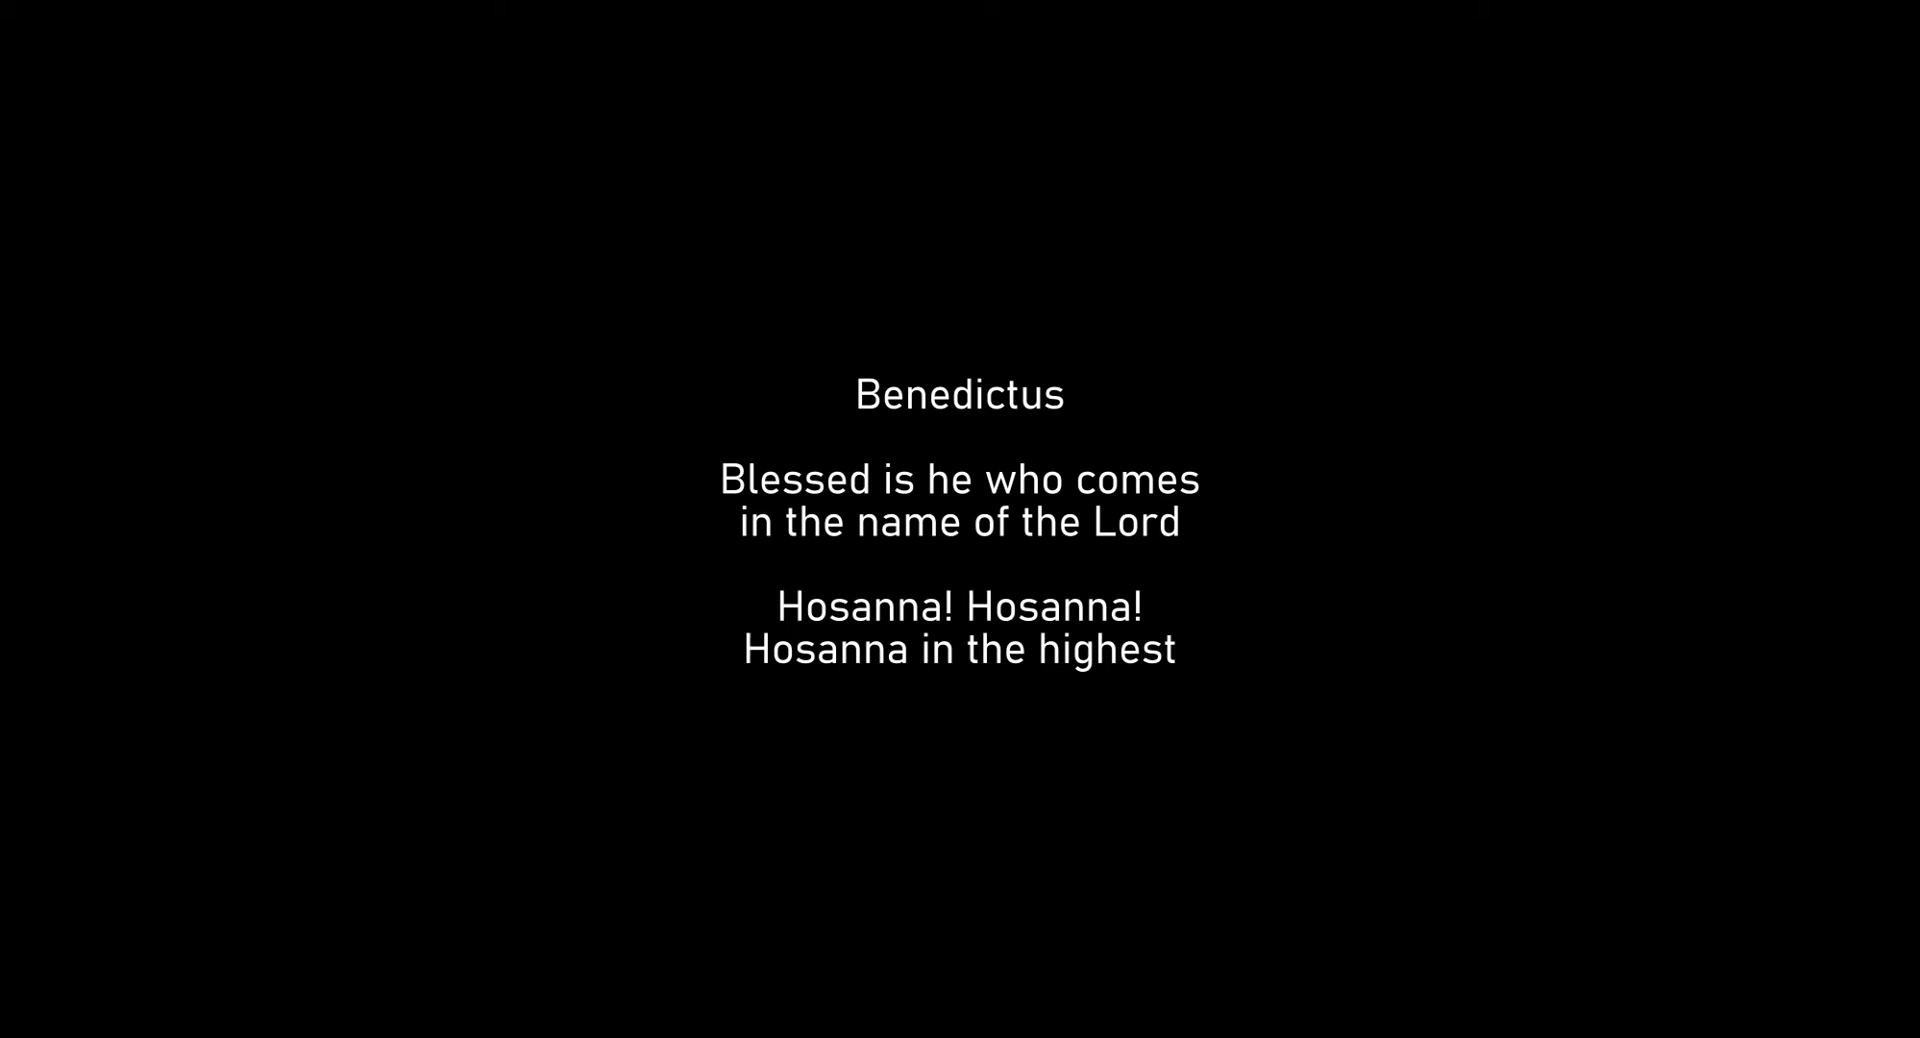 Benedictus
Blessed is he who comes
in the name of the Lord
Hosanna! Hosanna!
Hosanna in the highest